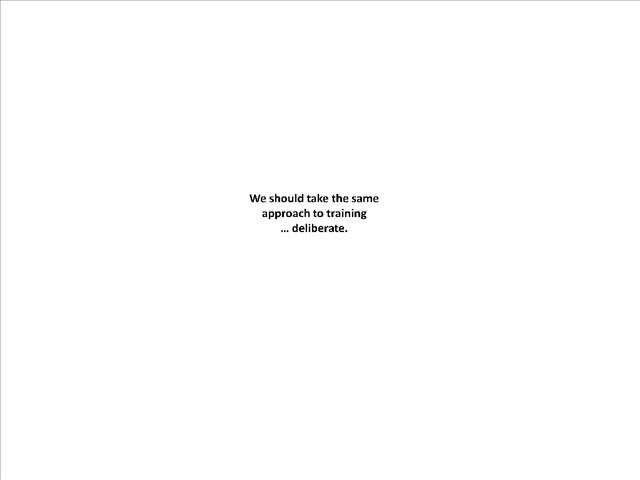 We should take the same
approach to training
... deliberate.